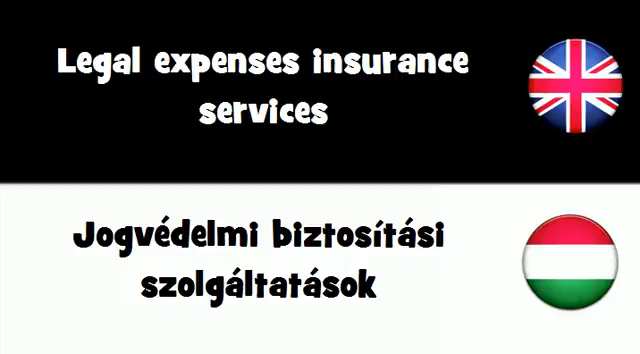 Legal expenses insurance
services
Jogvédelmi biztosítási
szolgáltatások